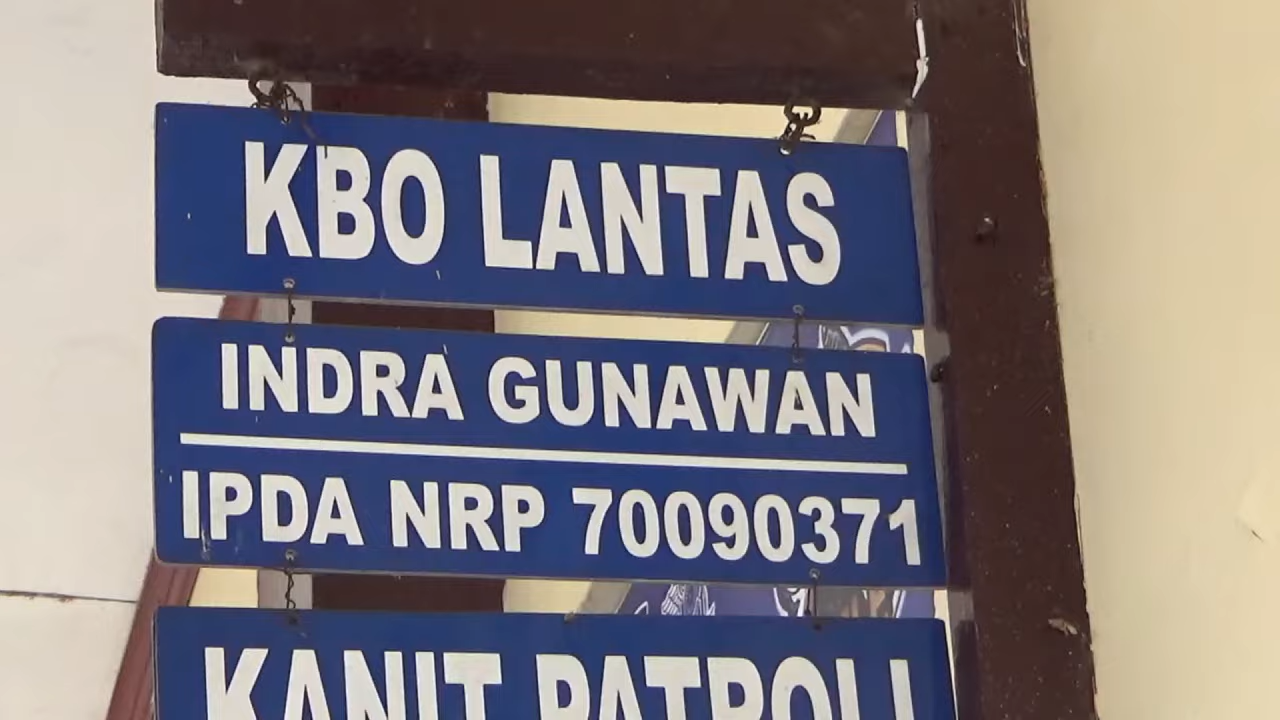 KBO LANTAS
INDRA GUNAWAN
IPDA NRP 70090371
KANIT PATROLI